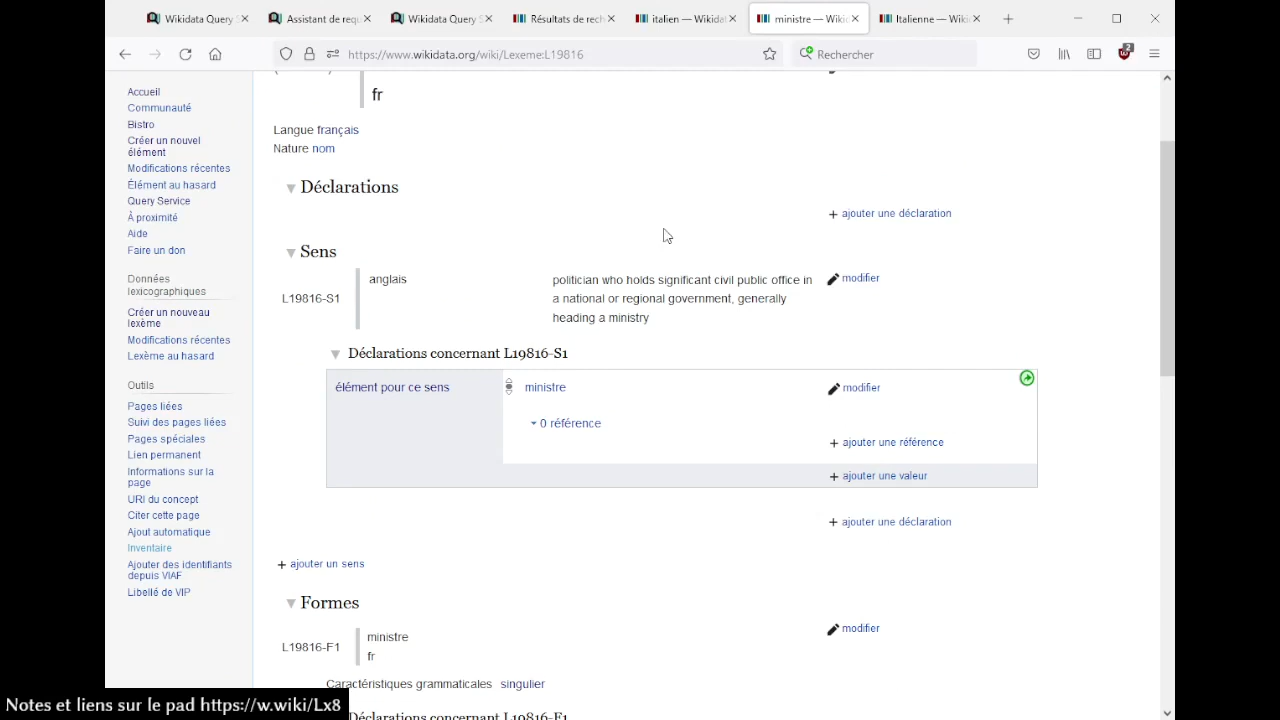 Wikidata Query S
Assistant de requ
Wikidata Query S
Résultats de rech
italien — Wikidat
ministre — Wikid
Italienne — Wiki
https://www.wikidata.org/wiki/Lexeme:L19816
Rechercher
2
Accueil
Communauté
Bistro
Créer un nouvel
élément
Modifications récentes
Élément au hasard
Query Service
À proximité
Aide
Faire un don
Données
lexicographiques
Créer un nouveau
lexème
Modifications récentes
Lexème au hasard
Outils
Pages liées
Suivi des pages liées
Pages spéciales
Lien permanent
Informations sur la
page
URI du concept
Citer cette page
Ajout automatique
Inventaire
Ajouter des identifiants
depuis VIAF
Libellé de VIP
fr
Langue français
Nature nom
Déclarations
+ ajouter une déclaration
Sens
L19816-S1
anglais
politician who holds significant civil public office in
a national or regional government, generally
heading a ministry
modifier
Déclarations concernant L19816-S1
élément pour ce sens
ministre
modifier
0 référence
+ ajouter une référence
+ ajouter une valeur
+ ajouter une déclaration
+ ajouter un sens
Formes
L19816-F1
ministre
fr
modifier
Caractéristiques grammaticales singulier
Déclarations concernant L19816-F1
Notes et liens sur le pad https://w.wiki/Lx8